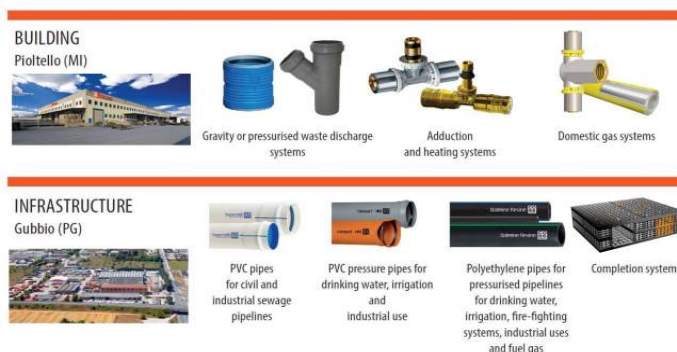 BUILDING
Pioltello (MI)
Gravity or pressurised waste discharge
systems
Adduction
and heating systems
Domestic gas systems
INFRASTRUCTURE
Gubbio (PG)
PVC pipes
for civil and
industrial sewage
pipelines
PVC pressure pipes for
drinking water, irrigation
and
industrial use
Polyethylene pipes for
pressurised pipelines
for drinking water,
irrigation, fire-fighting
systems, industrial uses
and fuel gas
Completion system